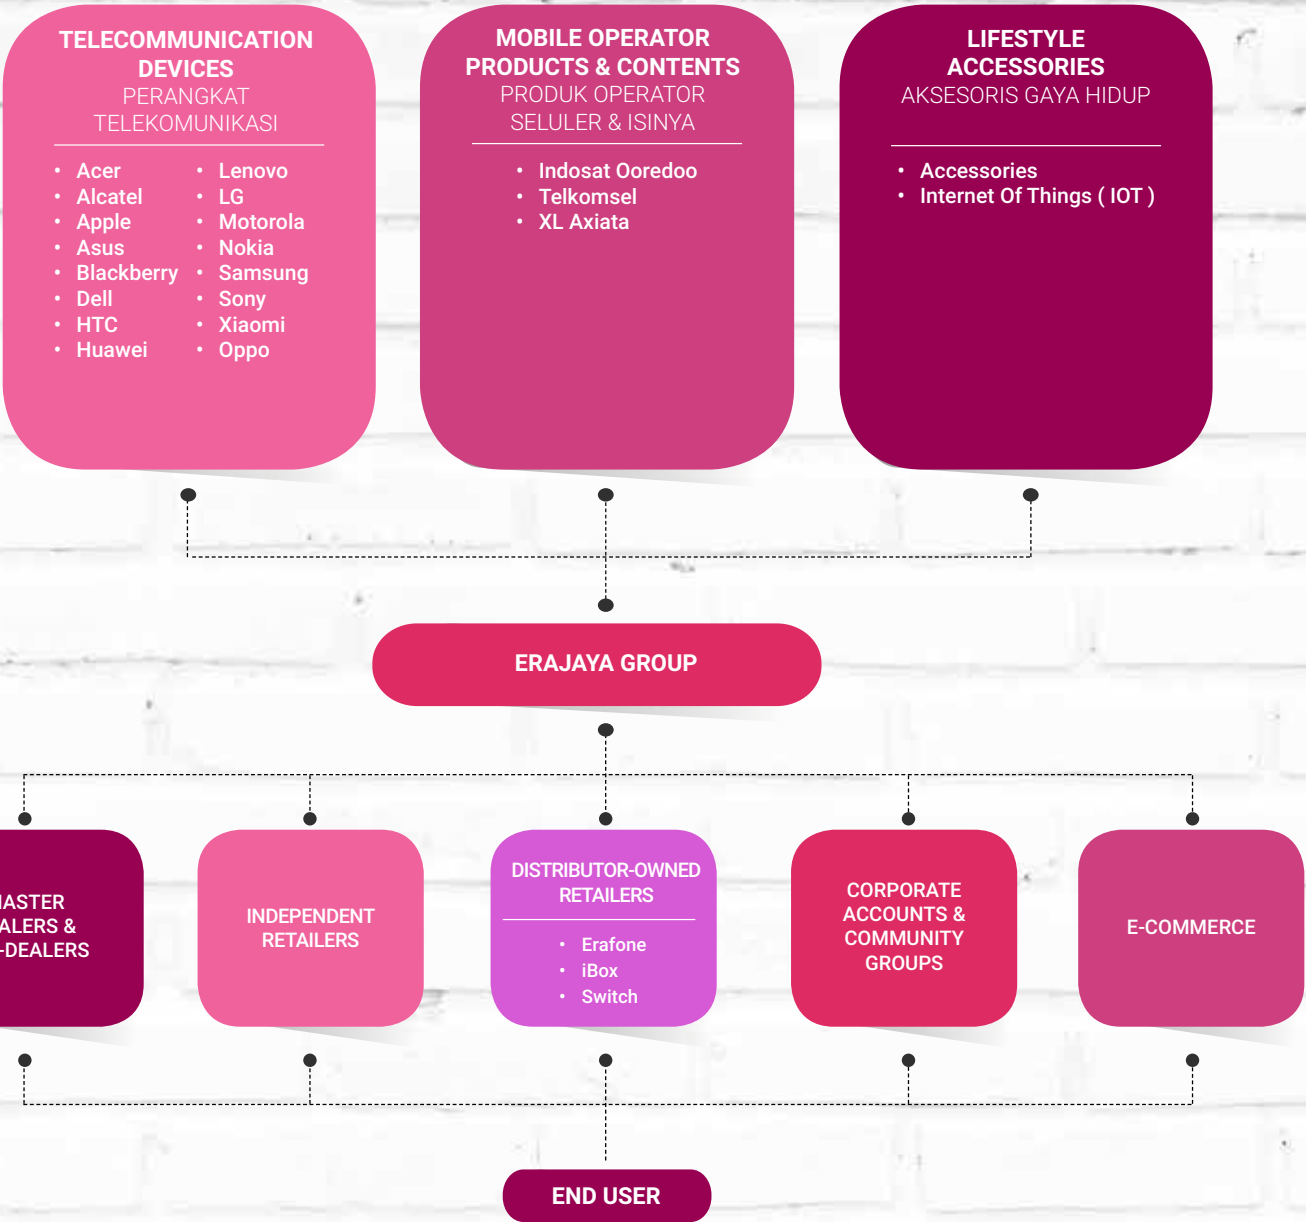 TELECOMMUNICATION
DEVICES
PERANGKAT
TELEKOMUNIKASI
• Acer
• Alcatel
• Apple
• Asus
• Blackberry
• Dell
• HTC
• Huawei
• Lenovo
• LG
• Motorola
• Nokia
• Samsung
• Sony
• Xiaomi
• Oppo
MOBILE OPERATOR
PRODUCTS & CONTENTS
PRODUK OPERATOR
SELULER & ISINYA
• Indosat Ooredoo
• Telkomsel
• XL Axiata
LIFESTYLE
ACCESSORIES
AKSESORIS GAYA HIDUP
• Accessories
• Internet Of Things ( IOT )
ERAJAYA GROUP
ASTER
ALERS &
-DEALERS
INDEPENDENT
RETAILERS
DISTRIBUTOR-OWNED
RETAILERS
• Erafone
• iBox
• Switch
CORPORATE
ACCOUNTS &
COMMUNITY
GROUPS
E-COMMERCE
END USER